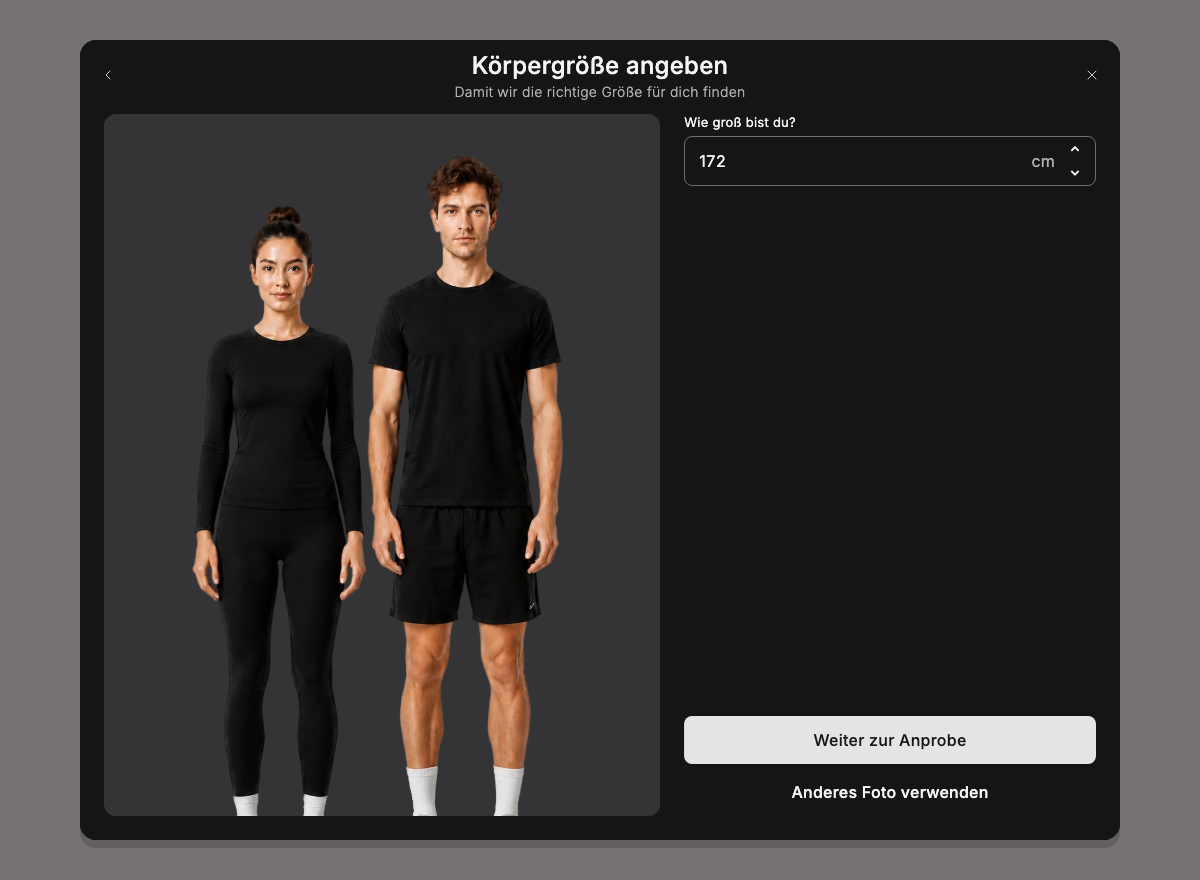 Körpergröße angeben
Damit wir die richtige Größe für dich finden
Wie groß bist du?
172 cm
Weiter zur Anprobe
Anderes Foto verwenden